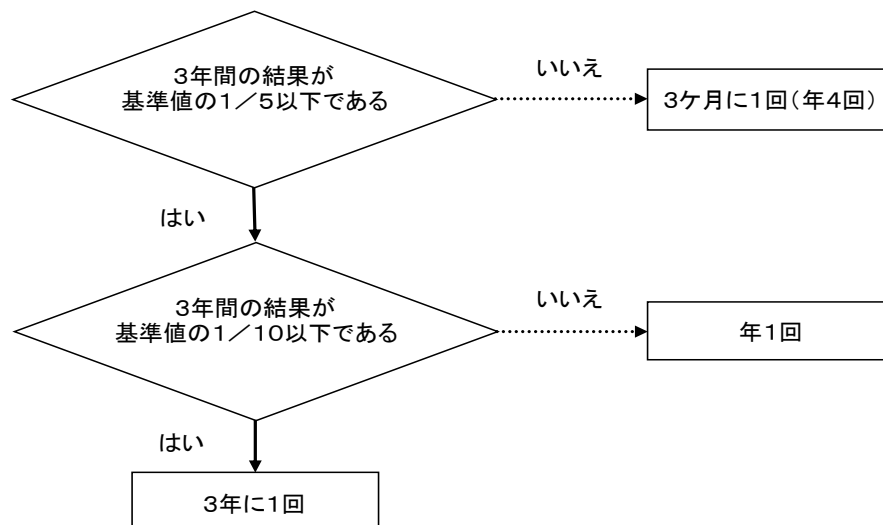 3年間の結果が
基準値の1／5以下である
いいえ
3ケ月に1回（年4回）
はい
3年間の結果が
基準値の1／10以下である
いいえ
年1回
はい
3年に1回